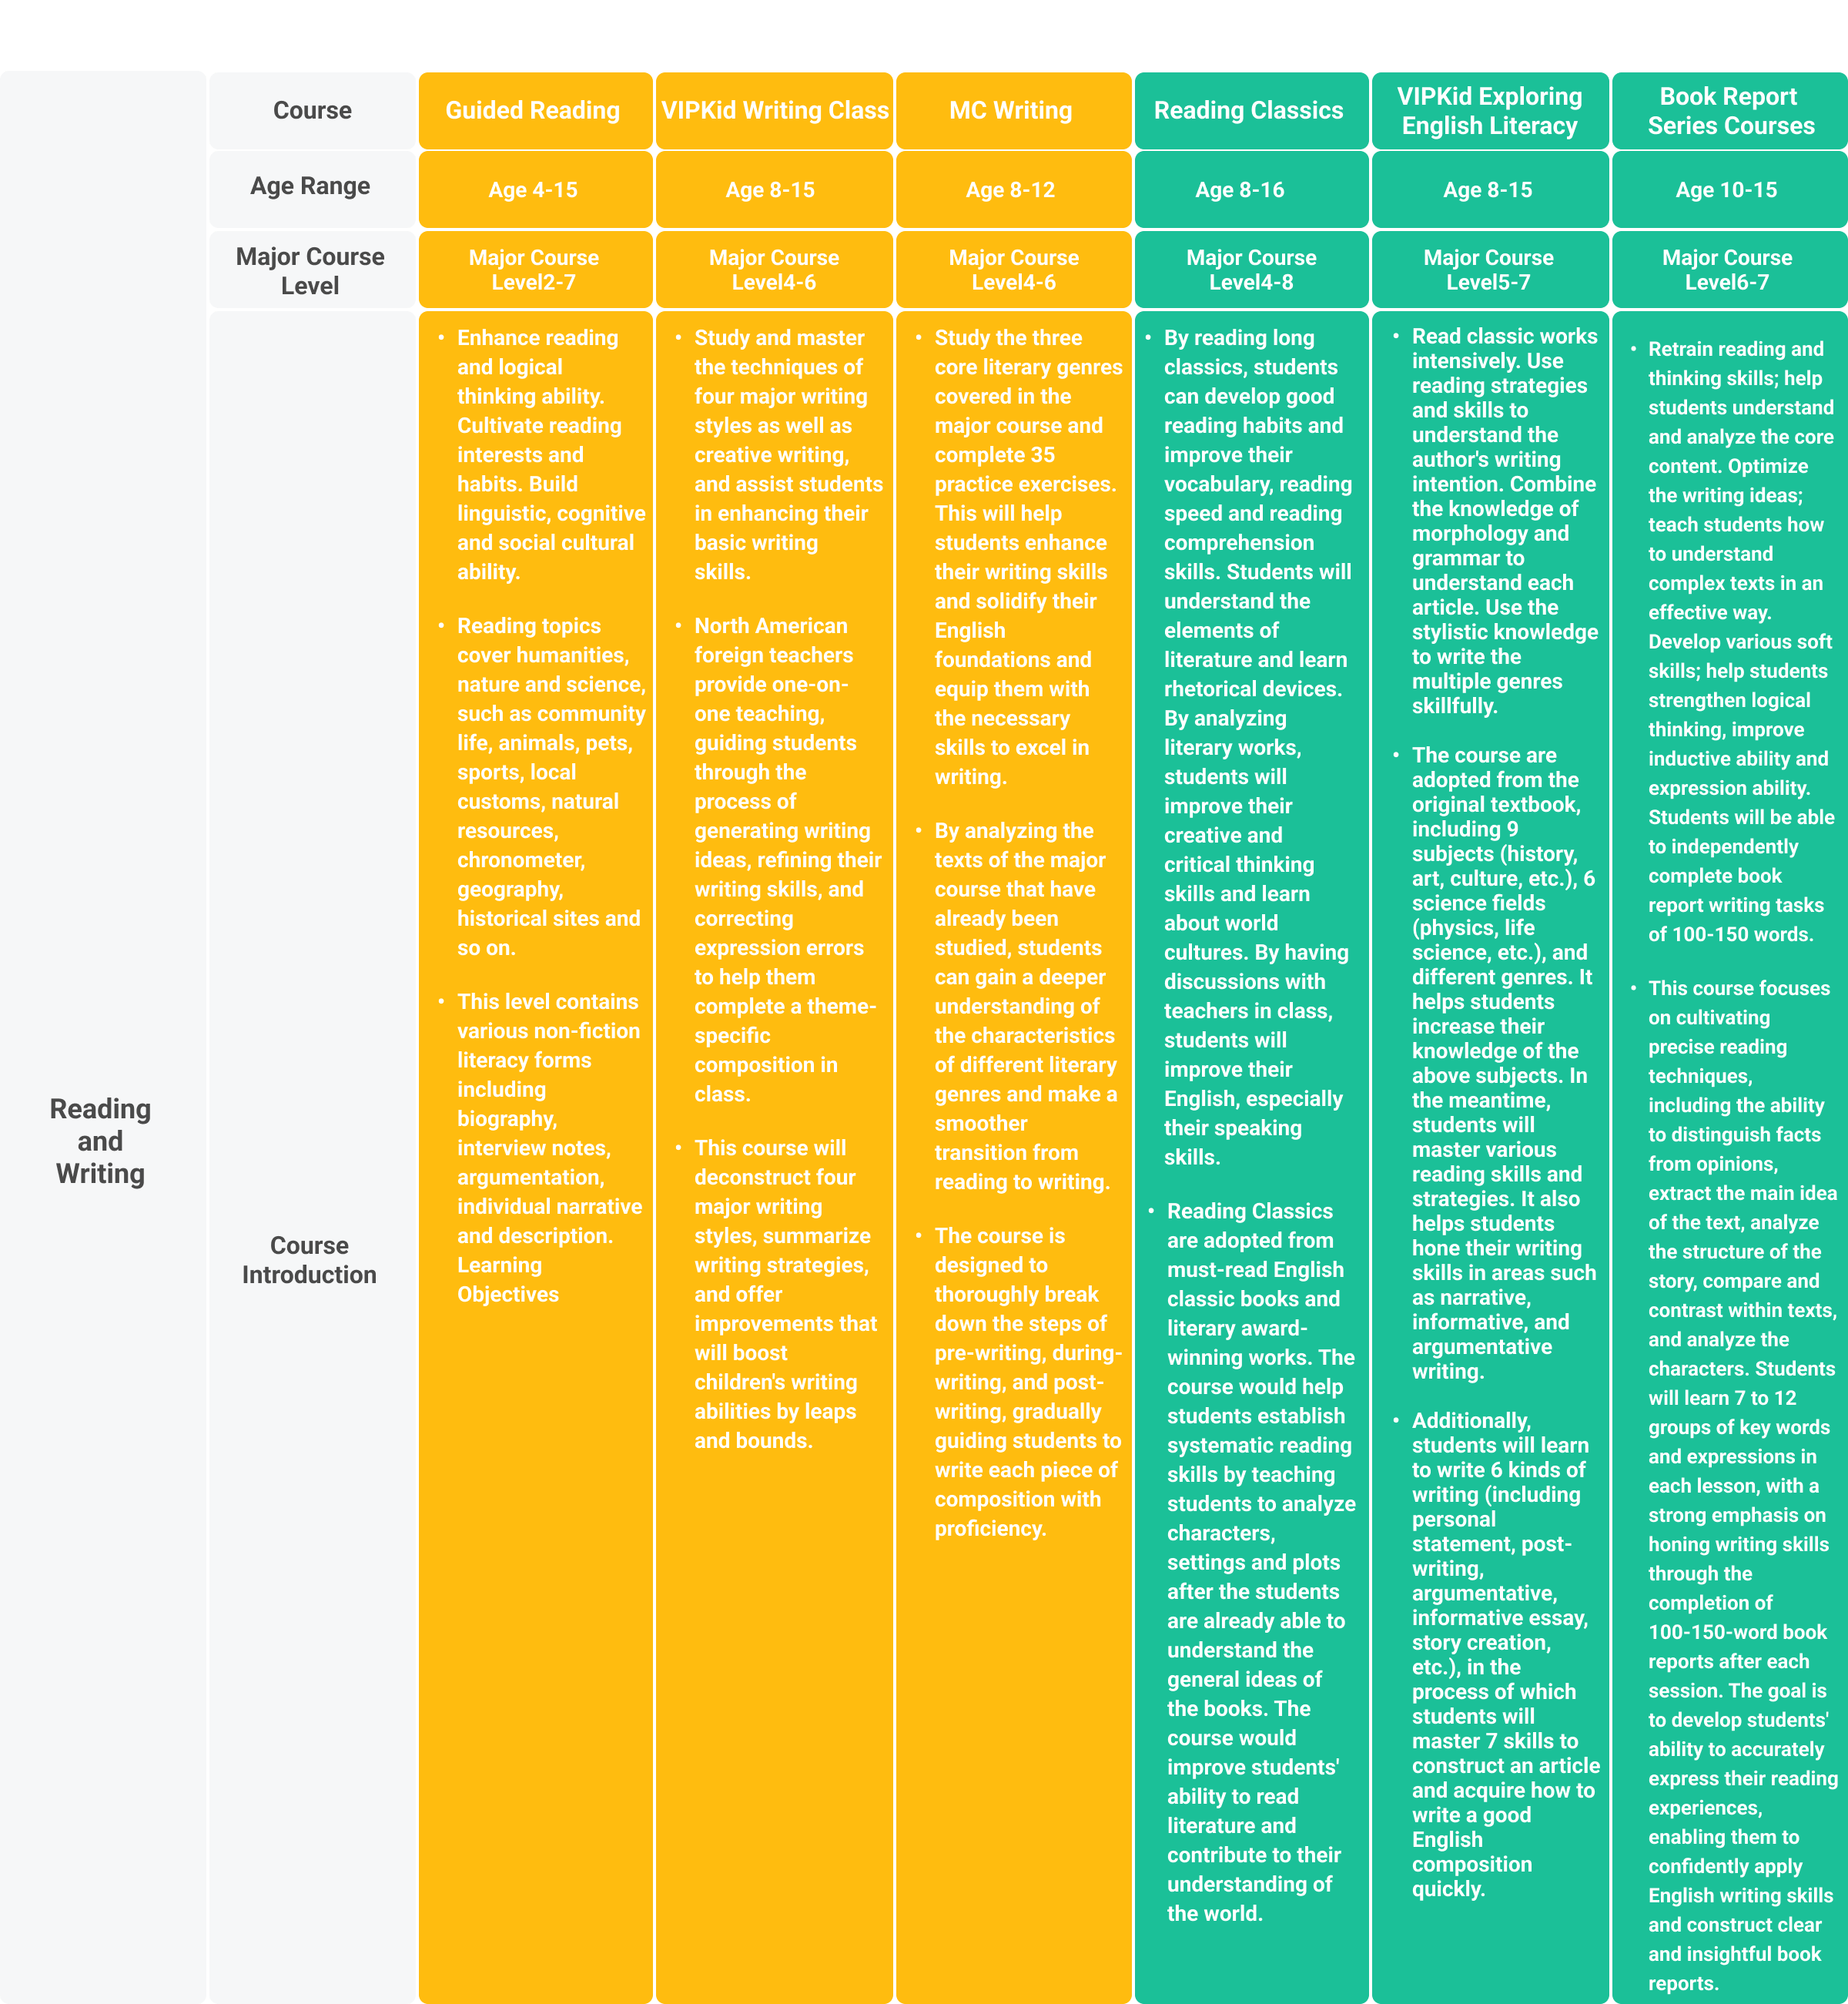 Reading
and
Writing
Course
Guided Reading
VIPKid Writing Class
MC Writing
Reading Classics
VIPKid Exploring
English Literacy
Book Report
Series Courses
Age Range
Age 4-15
Age 8-15
Age 8-12
Age 8-16
Age 8-15
Age 10-15
Major Course
Level
Major Course
Level2-7
Major Course
Level4-6
Major Course
Level4-6
Major Course
Level4-8
Major Course
Level5-7
Major Course
Level6-7
Course
Introduction
• Enhance reading
and logical
thinking ability.
Cultivate reading
interests and
habits. Build
linguistic, cognitive
and social cultural
ability.
• Reading topics
cover humanities,
nature and science,
such as community
life, animals, pets,
sports, local
customs, natural
resources,
chronometer,
geography,
historical sites and
so on.
• This level contains
various non-fiction
literacy forms
including
biography,
interview notes,
argumentation,
individual narrative
and description.
Learning
Objectives
• Study and master
the techniques of
four major writing
styles as well as
creative writing,
and assist students
in enhancing their
basic writing
skills.
• North American
foreign teachers
provide one-on-
one teaching,
guiding students
through the
process of
generating writing
ideas, refining their
writing skills, and
correcting
expression errors
to help them
complete a theme-
specific
composition in
class.
• This course will
deconstruct four
major writing
styles, summarize
writing strategies,
and offer
improvements that
will boost
children's writing
abilities by leaps
and bounds.
• Study the three
core literary genres
covered in the
major course and
complete 35
practice exercises.
This will help
students enhance
their writing skills
and solidify their
English
foundations and
equip them with
the necessary
skills to excel in
writing.
• By analyzing the
texts of the major
course that have
already been
studied, students
can gain a deeper
understanding of
the characteristics
of different literary
genres and make a
smoother
transition from
reading to writing.
• The course is
designed to
thoroughly break
down the steps of
pre-writing, during-
writing, and post-
writing, gradually
guiding students to
write each piece of
composition with
proficiency.
• By reading long
classics, students
can develop good
reading habits and
improve their
vocabulary, reading
speed and reading
comprehension
skills. Students will
understand the
elements of
literature and learn
rhetorical devices.
By analyzing
literary works,
students will
improve their
creative and
critical thinking
skills and learn
about world
cultures. By having
discussions with
teachers in class,
students will
improve their
English, especially
their speaking
skills.
• Reading Classics
are adopted from
must-read English
classic books and
literary award-
winning works. The
course would help
students establish
systematic reading
skills by teaching
students to analyze
characters,
settings and plots
after the students
are already able to
understand the
general ideas of
the books. The
course would
improve students'
ability to read
literature and
contribute to their
understanding of
the world.
• Read classic works
intensively. Use
reading strategies
and skills to
understand the
author's writing
intention. Combine
the knowledge of
morphology and
grammar to
understand each
article. Use the
stylistic knowledge
to write the
multiple genres
skillfully.
• The course are
adopted from the
original textbook,
including 9
subjects (history,
art, culture, etc.), 6
science fields
(physics, life
science, etc.), and
different genres. It
helps students
increase their
knowledge of the
above subjects. In
the meantime,
students will
master various
reading skills and
strategies. It also
helps students
hone their writing
skills in areas such
as narrative,
informative, and
argumentative
writing.
• Additionally,
students will learn
to write 6 kinds of
writing (including
personal
statement, post-
writing,
argumentative,
informative essay,
story creation,
etc.), in the
process of which
students will
master 7 skills to
construct an article
and acquire how to
write a good
English
composition
quickly.
• Retrain reading and
thinking skills; help
students understand
and analyze the core
content. Optimize
the writing ideas;
teach students how
to understand
complex texts in an
effective way.
Develop various soft
skills; help students
strengthen logical
thinking, improve
inductive ability and
expression ability.
Students will be able
to independently
complete book
report writing tasks
of 100-150 words.
• This course focuses
on cultivating
precise reading
techniques,
including the ability
to distinguish facts
from opinions,
extract the main idea
of the text, analyze
the structure of the
story, compare and
contrast within texts,
and analyze the
characters. Students
will learn 7 to 12
groups of key words
and expressions in
each lesson, with a
strong emphasis on
honing writing skills
through the
completion of
100-150-word book
reports after each
session. The goal is
to develop students'
ability to accurately
express their reading
experiences,
enabling them to
confidently apply
English writing skills
and construct clear
and insightful book
reports.